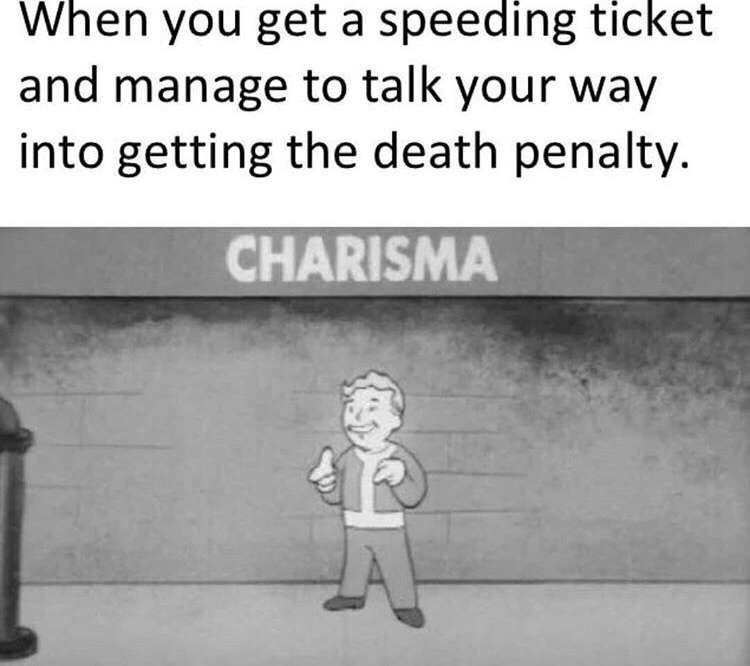 When you get a speeding ticket
and manage to talk your way
into getting the death penalty.
CHARISMA